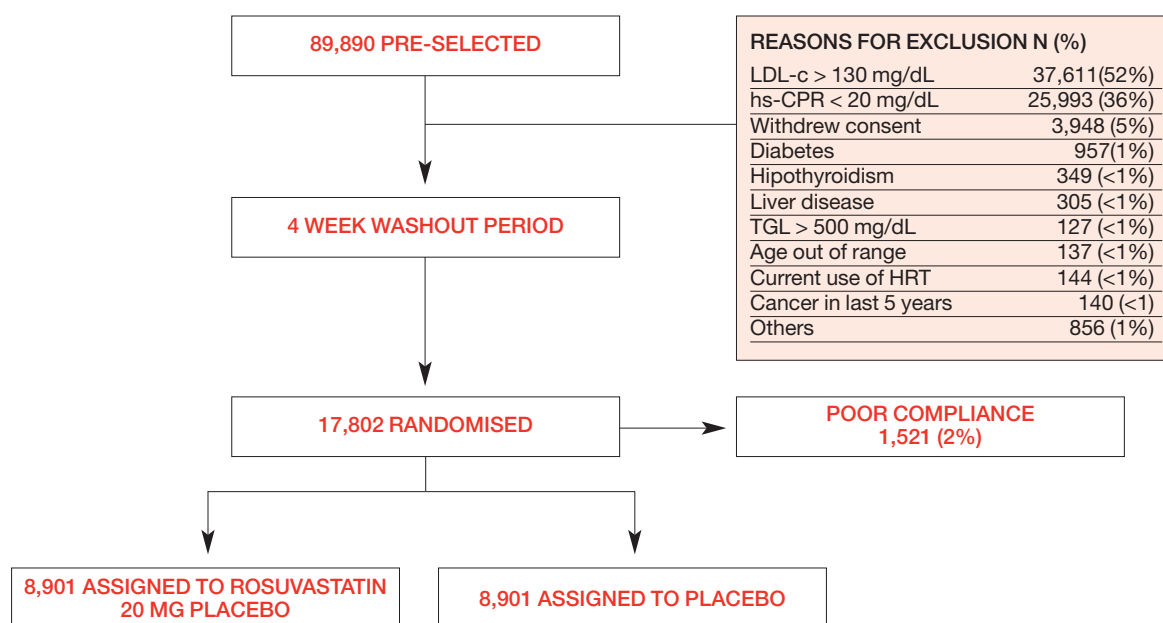 89,890 PRE-SELECTED
REASONS FOR EXCLUSION N (%)
LDL-c > 130 mg/dL 37,611(52%)
hs-CPR < 20 mg/dL 25,993 (36%)
Withdrew consent 3,948 (5%)
Diabetes 957(1%)
Hipothyroidism 349 (<1%)
Liver disease 305 (<1%)
TGL > 500 mg/dL 127 (<1%)
Age out of range 137 (<1%)
Current use of HRT 144 (<1%)
Cancer in last 5 years 140 (<1)
Others 856 (1%)
4 WEEK WASHOUT PERIOD
17,802 RANDOMISED
POOR COMPLIANCE
1,521 (2%)
8,901 ASSIGNED TO ROSUVASTATIN
20 MG PLACEBO
8,901 ASSIGNED TO PLACEBO